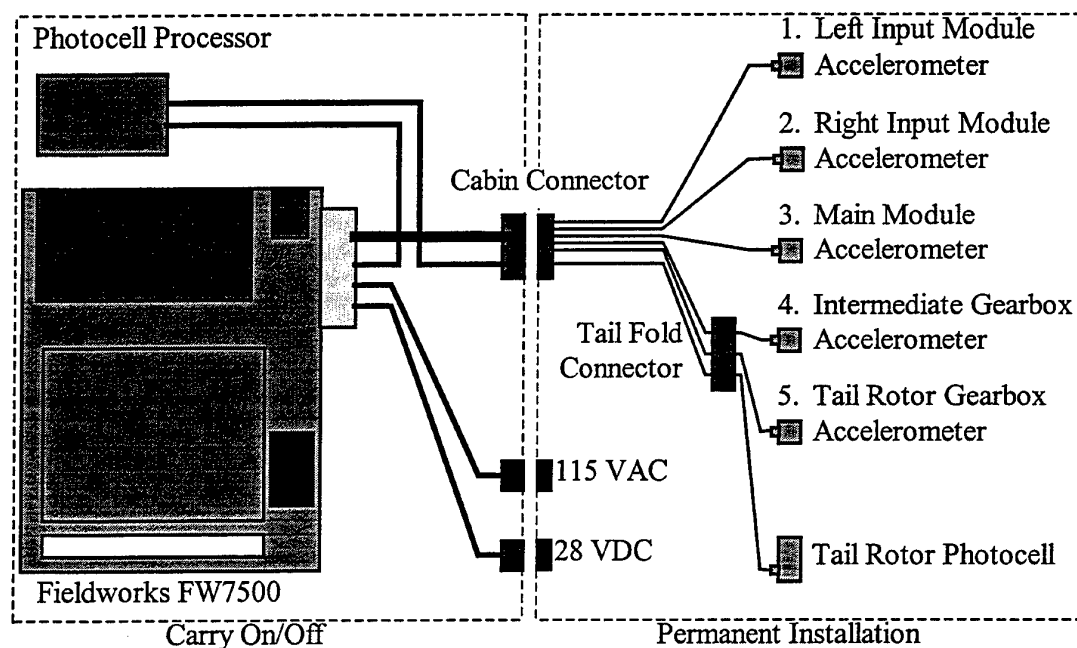 Photocell Processor
Fieldworks FW7500
Carry On/Off
Cabin Connector
Tail Fold
Connector
115 VAC
28 VDC
1. Left Input Module
Accelerometer
2. Right Input Module
Accelerometer
3. Main Module
Accelerometer
4. Intermediate Gearbox
Accelerometer
5. Tail Rotor Gearbox
Accelerometer
Tail Rotor Photocell
Permanent Installation